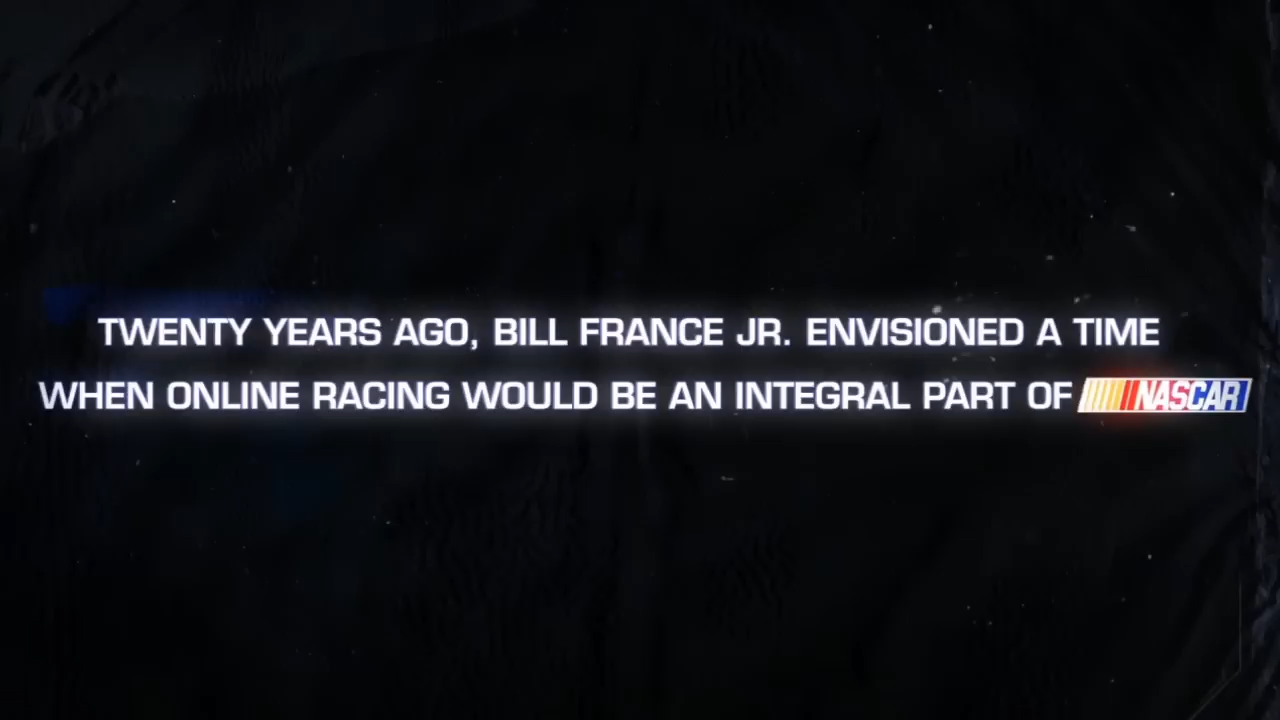 TWENTY YEARS AGO, BILL FRANCE JR. ENVISIONED A TIME
WHEN ONLINE RACING WOULD BE AN INTEGRAL PART OF NASCAR